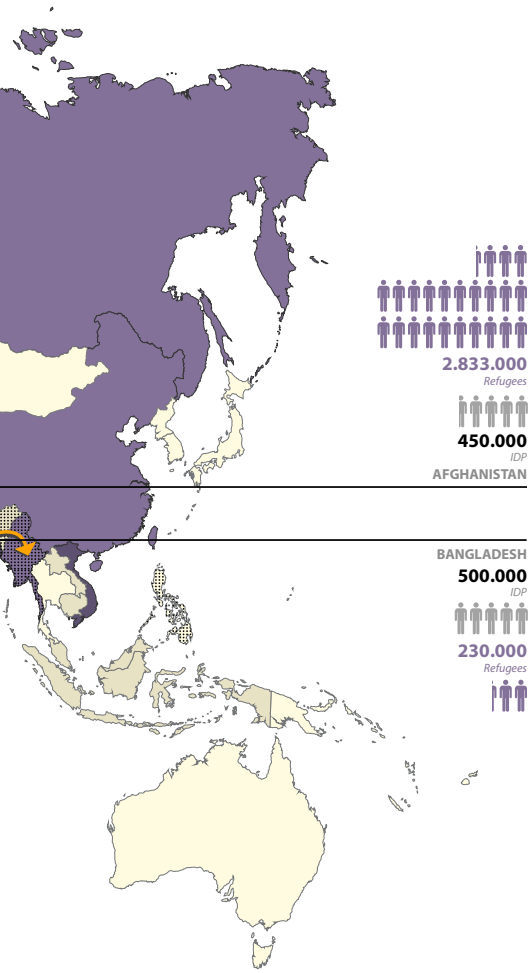 2.833.000
Refugees
450.000
IDP
AFGHANISTAN
BANGLADESH
500.000
IDP
230.000
Refugees